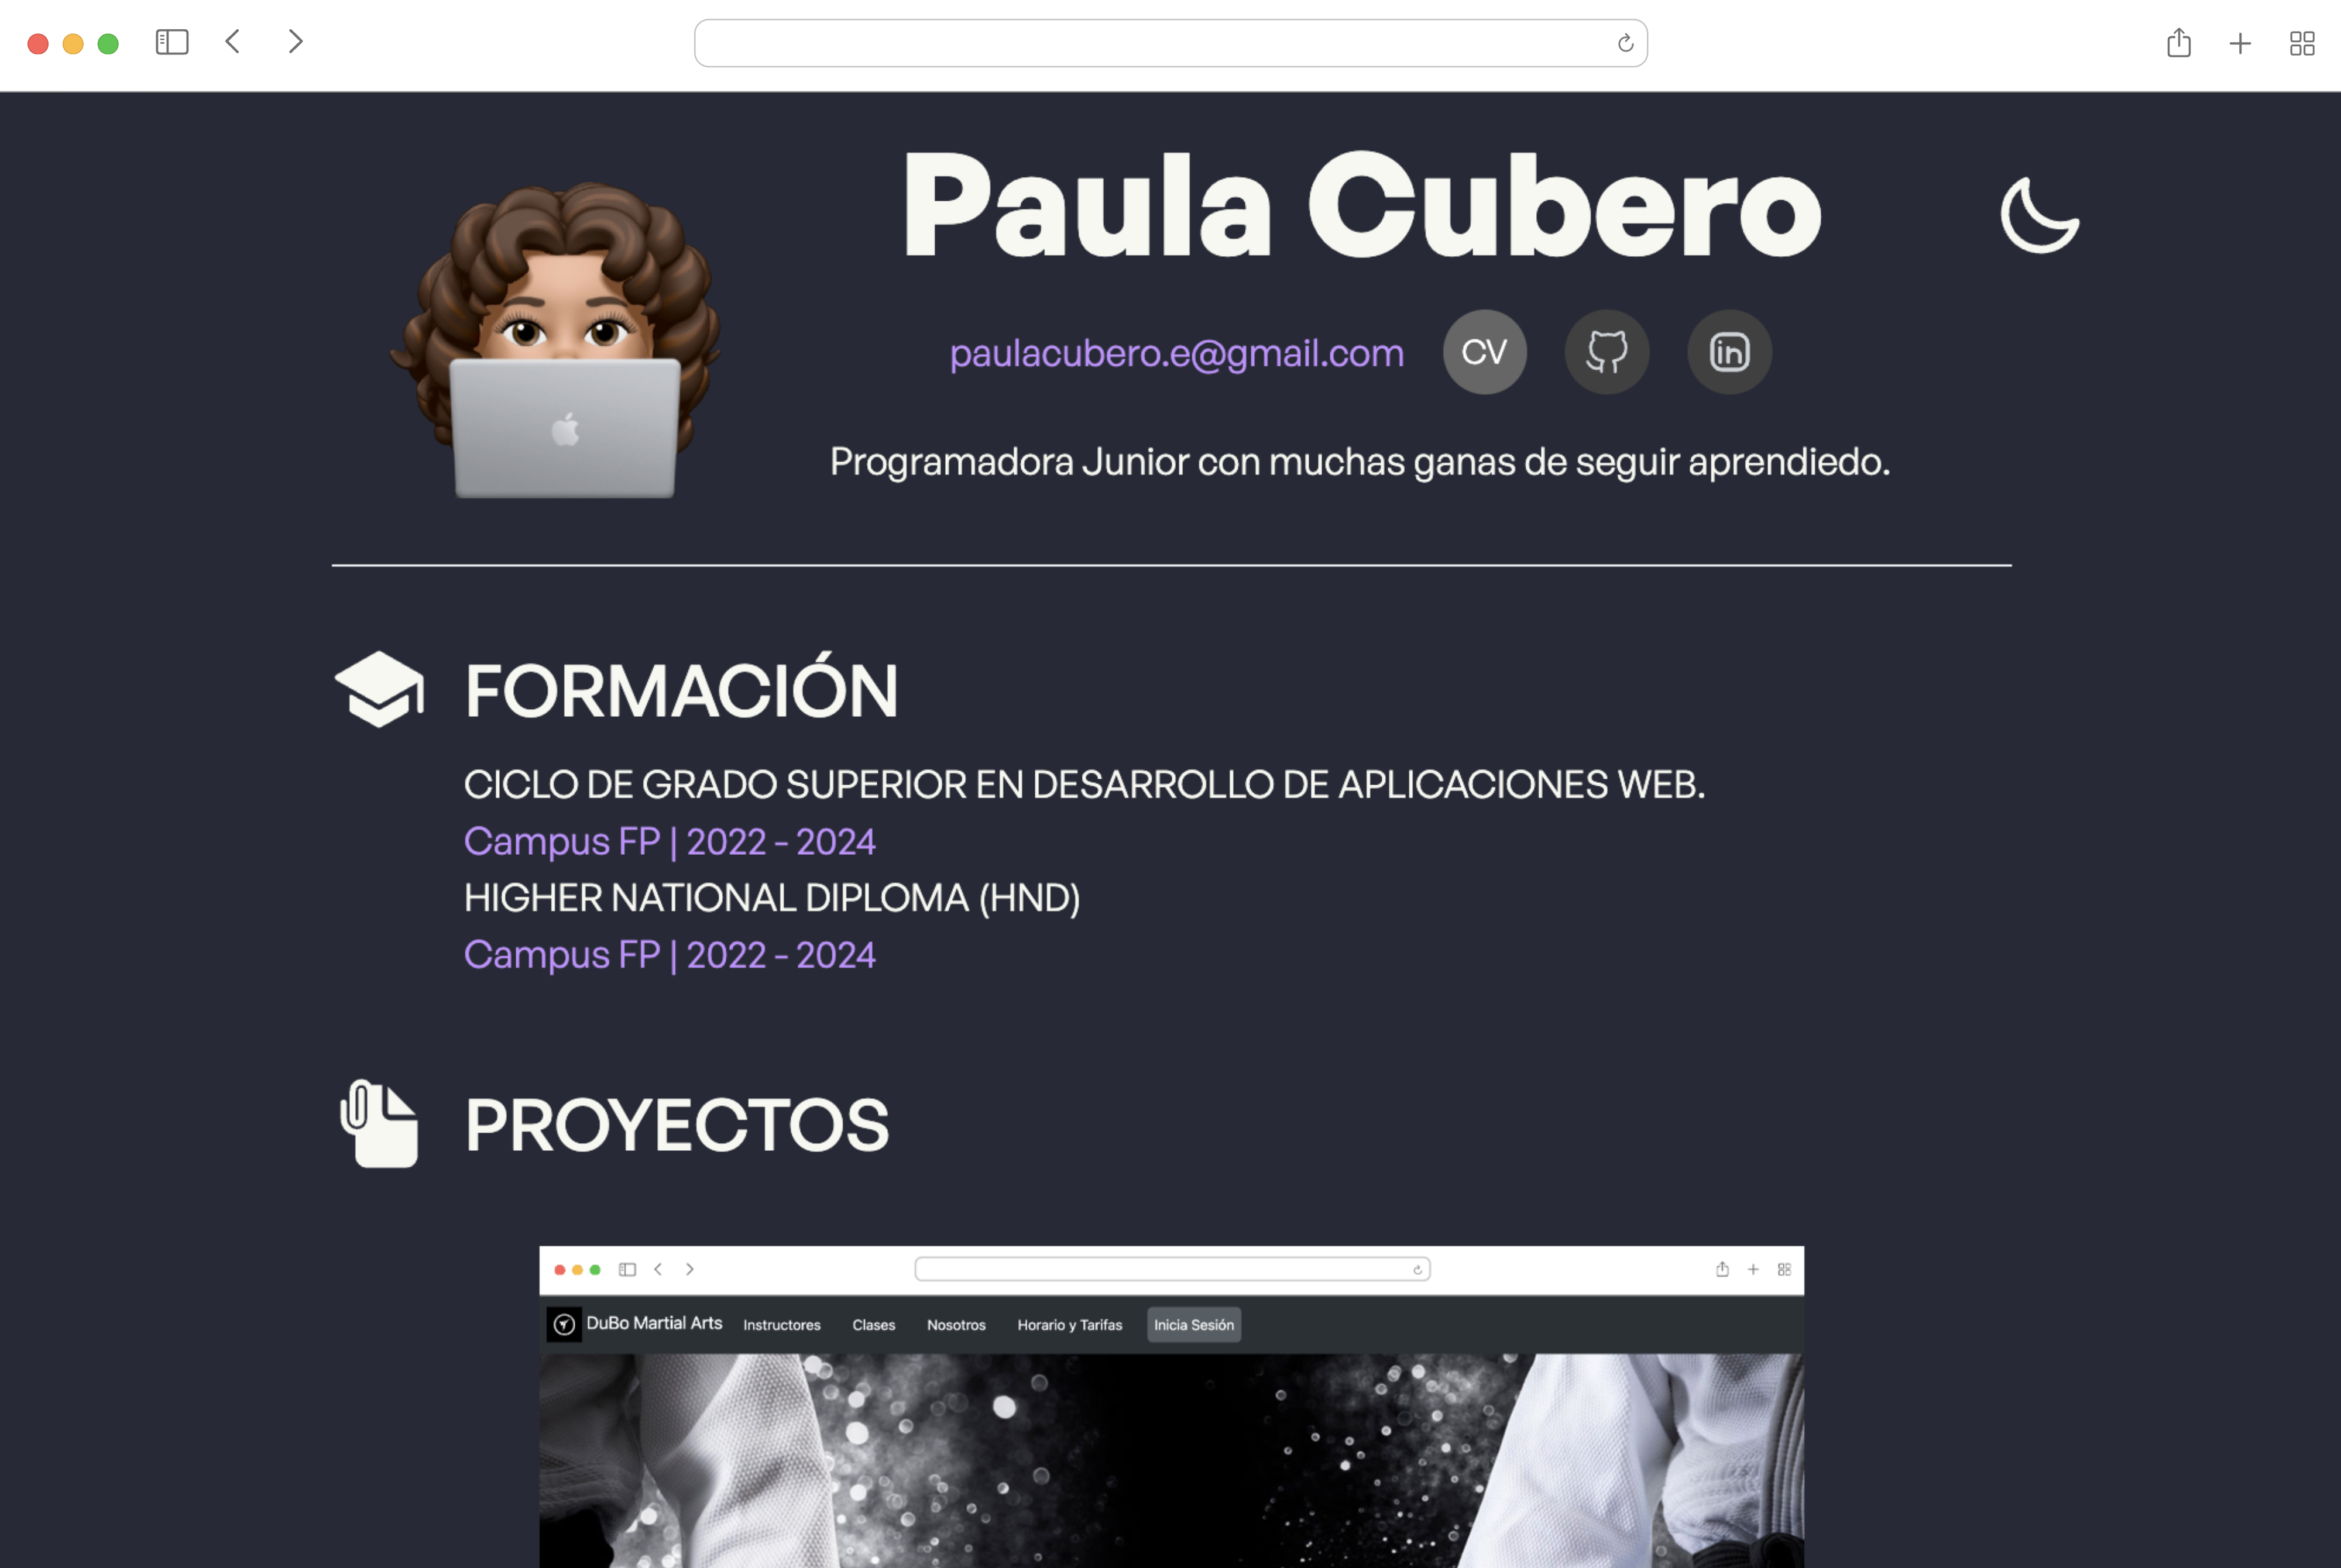 Paula Cubero
paulacubero.e@gmail.com CV in
Programadora Junior con muchas ganas de seguir aprendiedo.
FORMACIÓN
CICLO DE GRADO SUPERIOR EN DESARROLLO DE APLICACIONES WEB.
Campus FP | 2022 - 2024
HIGHER NATIONAL DIPLOMA (HND)
Campus FP | 2022 - 2024
PROYECTOS
DuBo Martial Arts Instructores Clases Nosotros Horario y Tarifas Inicia Sesión